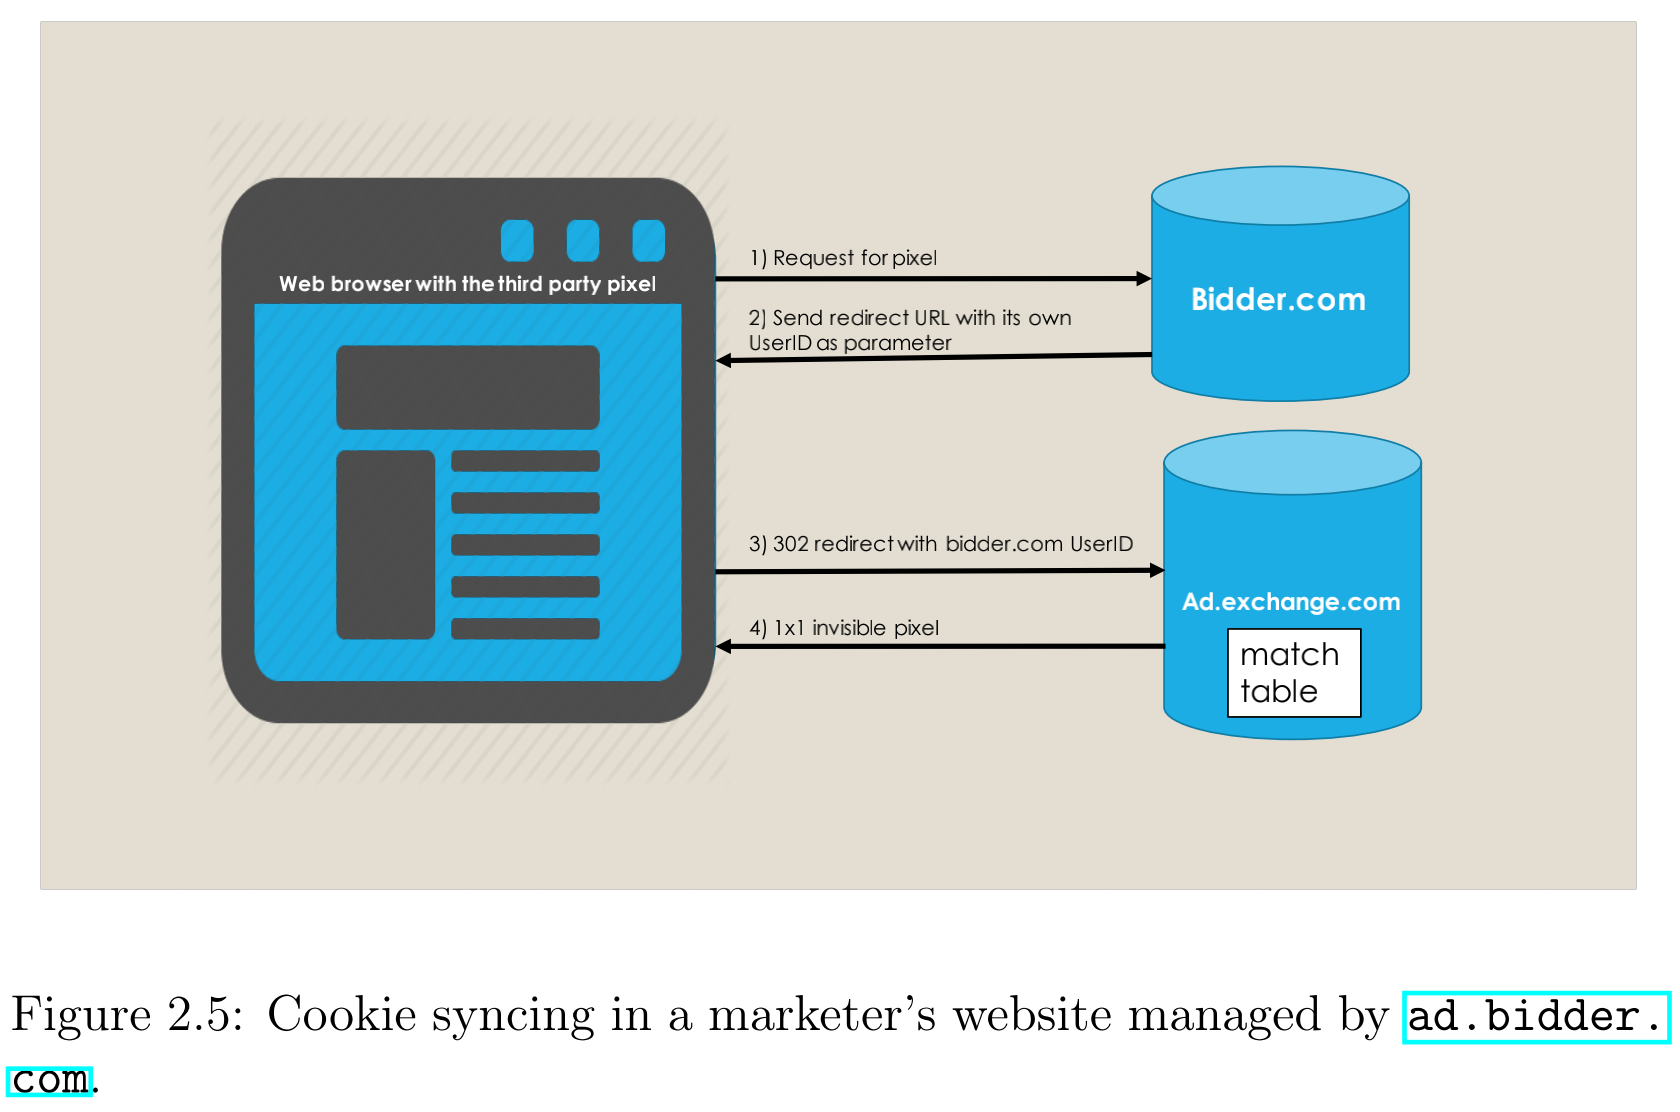 Web browser with the third party pixel
1) Request for pixel
2) Send redirect URL with its own
UserID as parameter
Bidder.com
3) 302 redirect with bidder.com UserID
4) 1x1 invisible pixel
Ad.exchange.com
match
table
Figure 2.5: Cookie syncing in a marketer's website managed by ad.bidder.
com.